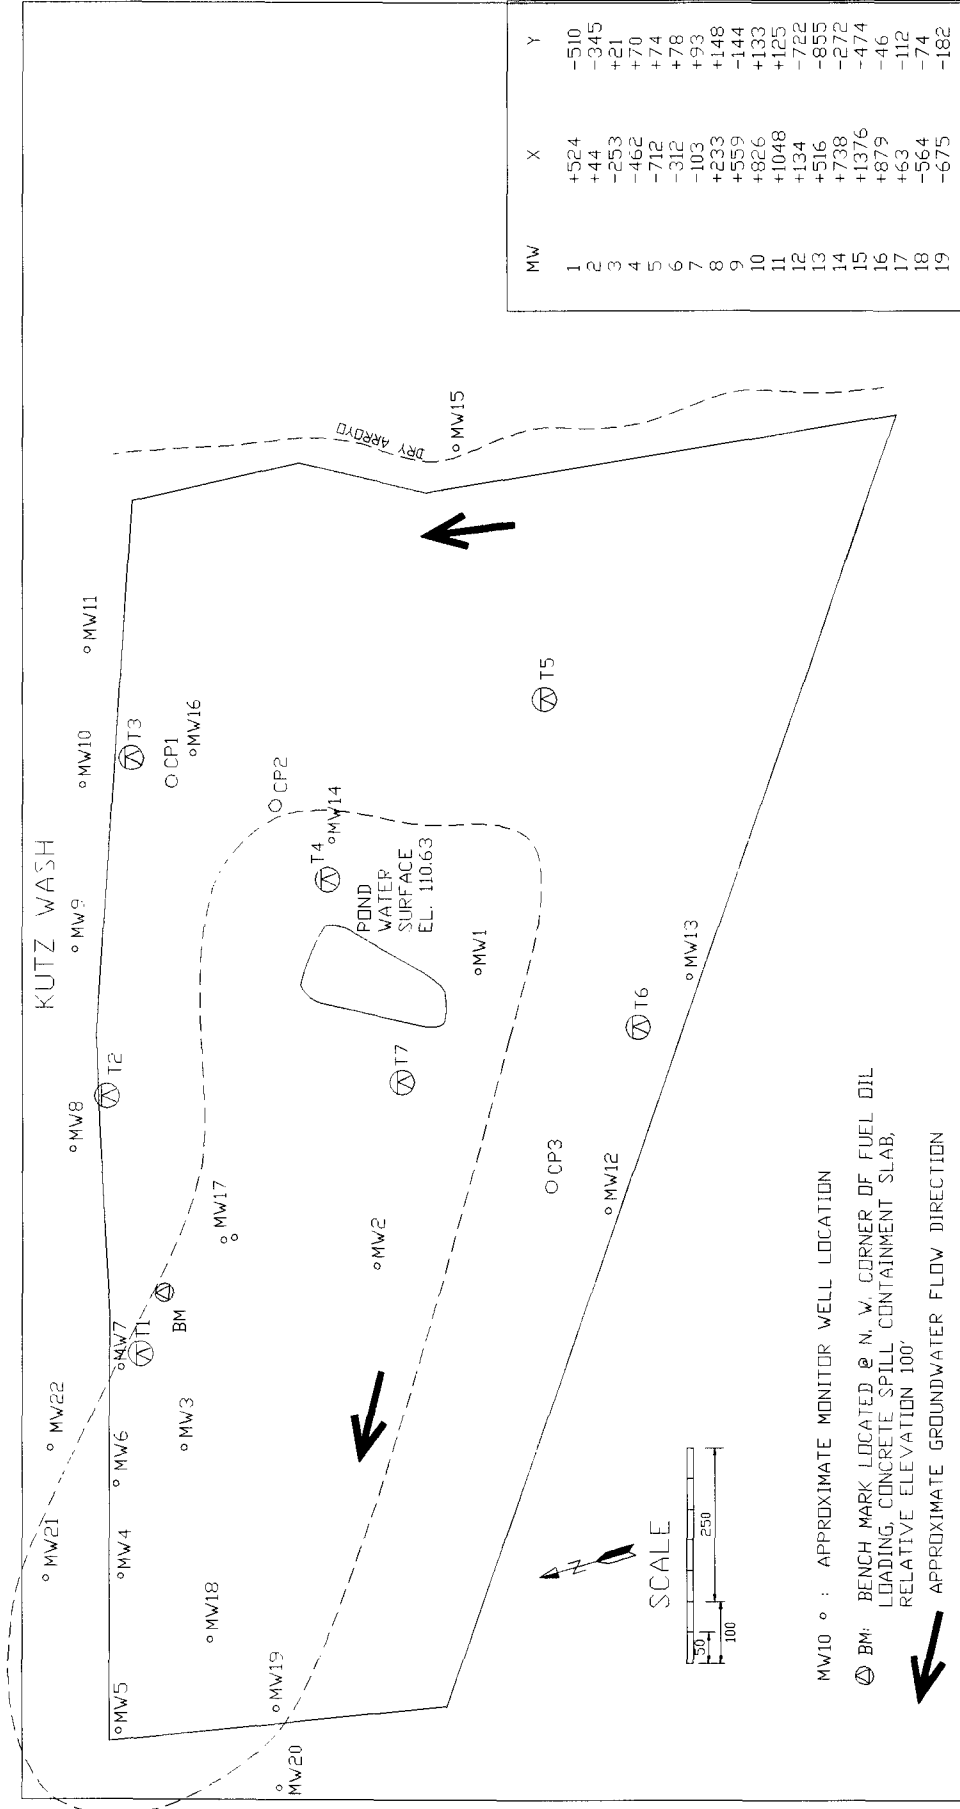 KUTZ WASH
MW21
MW22
MW8
MW9
MW10
MW11
MW5
MW4
MW6
MW7
T1
T2
T3
BM
CP1
MW16
MW3
MW17
MW18
MW19
MW20
CP2
T4
MW14
DRY ARROYO
MW15
POND
WATER
SURFACE
EL. 110.63
MW2
T7
MW1
T5
CP3
MW12
T6
MW13
N
SCALE
50
100
250
MW10 : APPROXIMATE MONITOR WELL LOCATION
BM: BENCH MARK LOCATED @ N. W. CORNER OF FUEL OIL
LOADING, CONCRETE SPILL CONTAINMENT SLAB,
RELATIVE ELEVATION 100'
APPROXIMATE GROUNDWATER FLOW DIRECTION
MW X Y
1 +524 -510
2 +44 -345
3 -253 +21
4 -462 +70
5 -712 +74
6 -312 +78
7 -103 +93
8 +233 +148
9 +559 -144
10 +826 +133
11 +1048 +125
12 +134 -722
13 +516 -855
14 +738 -272
15 +1376 -474
16 +879 -46
17 +63 -112
18 -564 -74
19 -675 -182